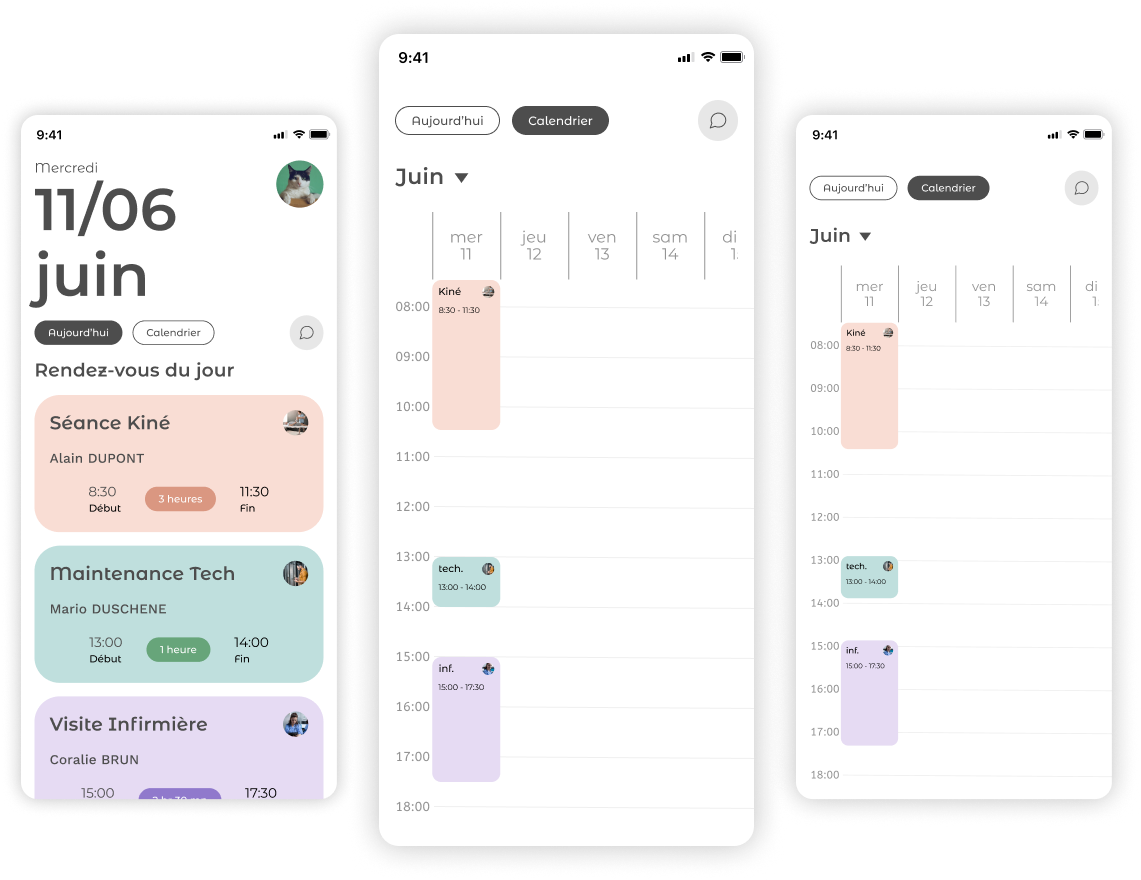 9:41
Mercredi
11/06
juin
Aujourd'hui Calendrier
Rendez-vous du jour
Séance Kiné
Alain DUPONT
8:30 3 heures 11:30
Début Fin
Maintenance Tech
Mario DUSCHENE
13:00 1 heure 14:00
Début Fin
Visite Infirmière
Coralie BRUN
15:00 17:30
9:41
Aujourd'hui Calendrier
Juin
mer jeu ven sam di
11 12 13 14 1
Kiné
8:30 - 11:30
08:00
09:00
10:00
11:00
12:00
13:00
tech.
13:00 - 14:00
14:00
15:00
inf.
15:00 - 17:30
16:00
17:00
18:00
9:41
Aujourd'hui Calendrier
Juin
mer jeu ven sam di
11 12 13 14 1
Kiné
8:30 - 11:30
08:00
09:00
10:00
11:00
12:00
13:00
tech.
13:00 - 14:00
14:00
15:00
inf.
15:00 - 17:30
16:00
17:00
18:00